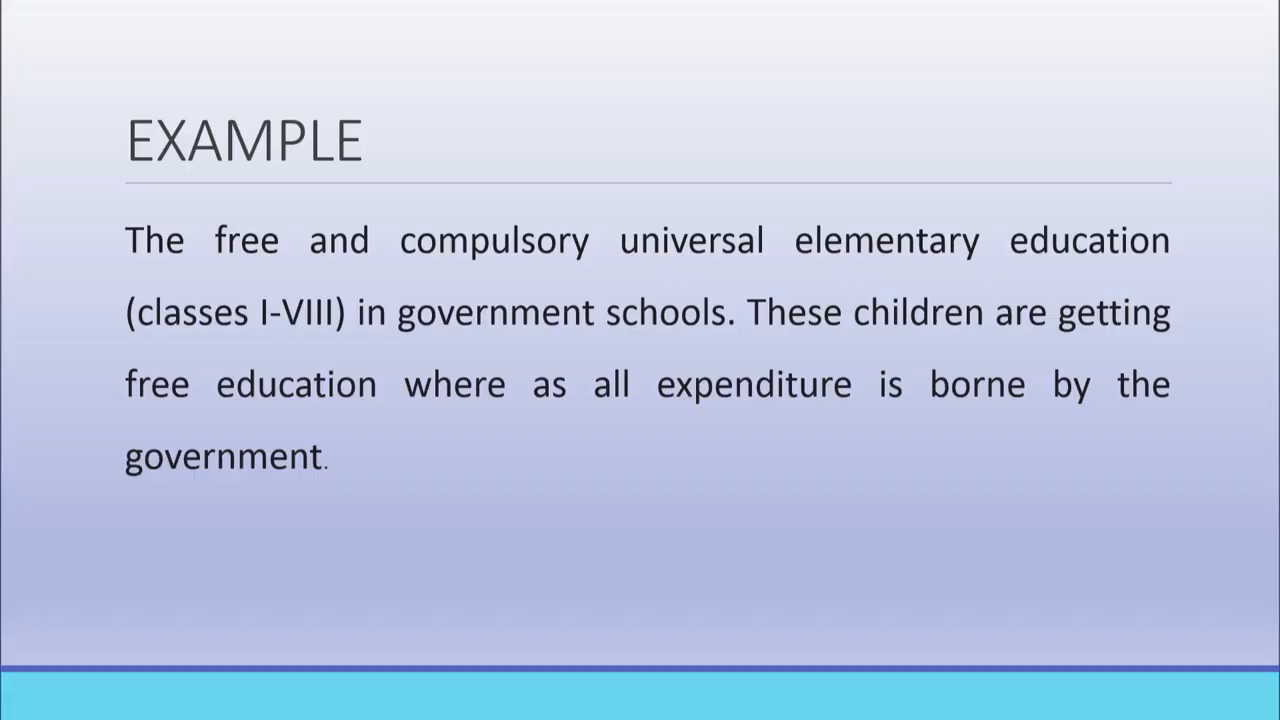 EXAMPLE
The free and compulsory universal elementary education
(classes I-VIII) in government schools. These children are getting
free education where as all expenditure is borne by the
government.